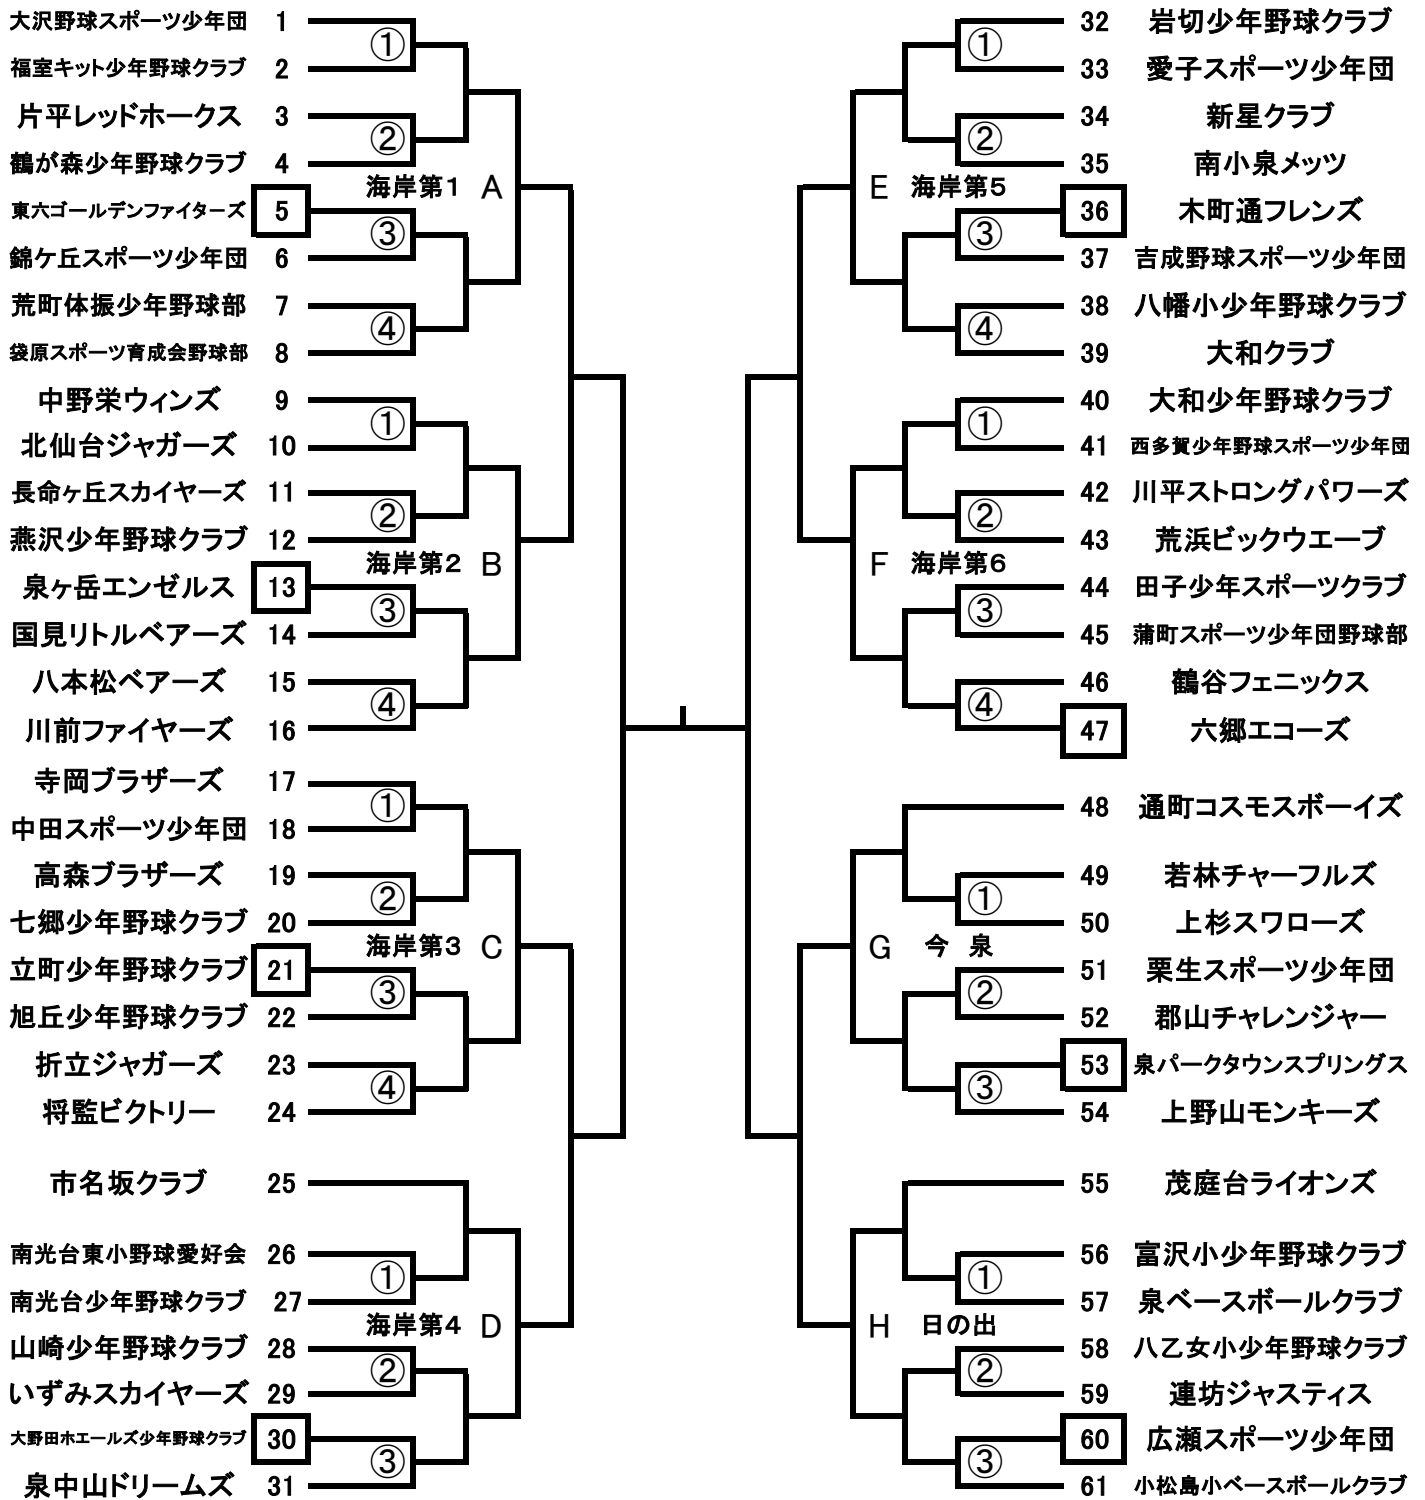 大沢野球スポーツ少年団 1
①
福室キット少年野球クラブ 2
片平レッドホークス 3
②
鶴が森少年野球クラブ 4
海岸第1 A
東六ゴールデンファイターズ 5
③
錦ケ丘スポーツ少年団 6
荒町体振少年野球部 7
④
袋原スポーツ育成会野球部 8
中野栄ウィンズ 9
①
北仙台ジャガーズ 10
長命ヶ丘スカイヤーズ 11
②
燕沢少年野球クラブ 12
海岸第2 B
泉ヶ岳エンゼルス 13
③
国見リトルベアーズ 14
八本松ベアーズ 15
④
川前ファイヤーズ 16
寺岡ブラザーズ 17
①
中田スポーツ少年団 18
高森ブラザーズ 19
②
七郷少年野球クラブ 20
海岸第3 C
立町少年野球クラブ 21
③
旭丘少年野球クラブ 22
折立ジャガーズ 23
④
将監ビクトリー 24
市名坂クラブ 25
南光台東小野球愛好会 26
①
南光台少年野球クラブ 27
海岸第4 D
山崎少年野球クラブ 28
②
いずみスカイヤーズ 29
大野田ホエールズ少年野球クラブ 30
③
泉中山ドリームズ 31
32 岩切少年野球クラブ
①
33 愛子スポーツ少年団
34 新星クラブ
②
35 南小泉メッツ
E 海岸第5
36 木町通フレンズ
③
37 吉成野球スポーツ少年団
38 八幡小少年野球クラブ
④
39 大和クラブ
40 大和少年野球クラブ
①
41 西多賀少年野球スポーツ少年団
42 川平ストロングパワーズ
②
43 荒浜ビックウエーブ
F 海岸第6
44 田子少年スポーツクラブ
③
45 蒲町スポーツ少年団野球部
46 鶴谷フェニックス
④
47 六郷エコーズ
48 通町コスモスボーイズ
49 若林チャーフルズ
①
50 上杉スワローズ
G 今 泉
51 栗生スポーツ少年団
②
52 郡山チャレンジャー
53 泉パークタウンスプリングス
③
54 上野山モンキーズ
55 茂庭台ライオンズ
56 富沢小少年野球クラブ
①
57 泉ベースボールクラブ
H 日の出
58 八乙女小少年野球クラブ
②
59 連坊ジャスティス
60 広瀬スポーツ少年団
③
61 小松島小ベースボールクラブ